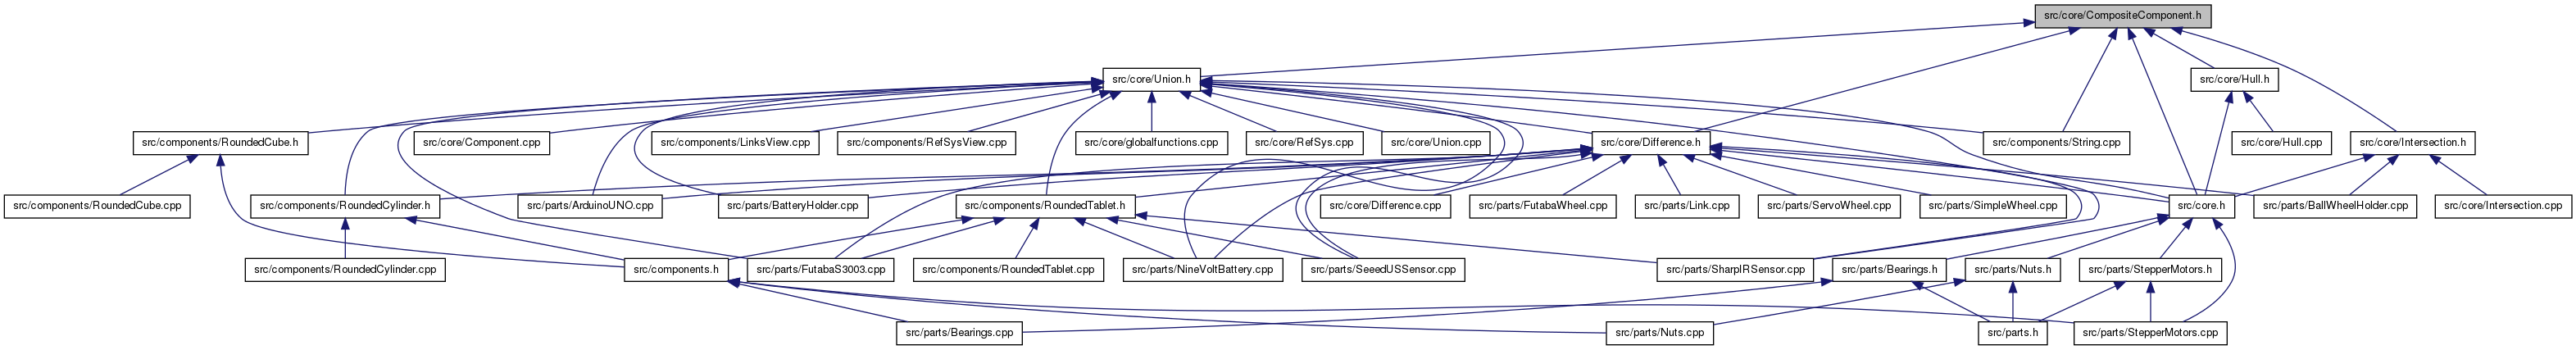 src/core/CompositeComponent.h
src/core/Union.h
src/core/Hull.h
src/components/RoundedCube.h
src/core/Component.cpp
src/components/LinksView.cpp
src/components/RefSysView.cpp
src/core/globalfunctions.cpp
src/core/RefSys.cpp
src/core/Union.cpp
src/core/Difference.h
src/components/String.cpp
src/core/Hull.cpp
src/core/Intersection.h
src/components/RoundedCube.cpp
src/components/RoundedCylinder.h
src/parts/ArduinoUNO.cpp
src/parts/BatteryHolder.cpp
src/components/RoundedTablet.h
src/core/Difference.cpp
src/parts/FutabaWheel.cpp
src/parts/Link.cpp
src/parts/ServoWheel.cpp
src/parts/SimpleWheel.cpp
src/core.h
src/parts/BallWheelHolder.cpp
src/core/Intersection.cpp
src/components/RoundedCylinder.cpp
src/components.h
src/parts/FutabaS3003.cpp
src/components/RoundedTablet.cpp
src/parts/NineVoltBattery.cpp
src/parts/SeeedUSSensor.cpp
src/parts/SharpIRSensor.cpp
src/parts/Bearings.h
src/parts/Nuts.h
src/parts/StepperMotors.h
src/parts/Bearings.cpp
src/parts/Nuts.cpp
src/parts.h
src/parts/StepperMotors.cpp